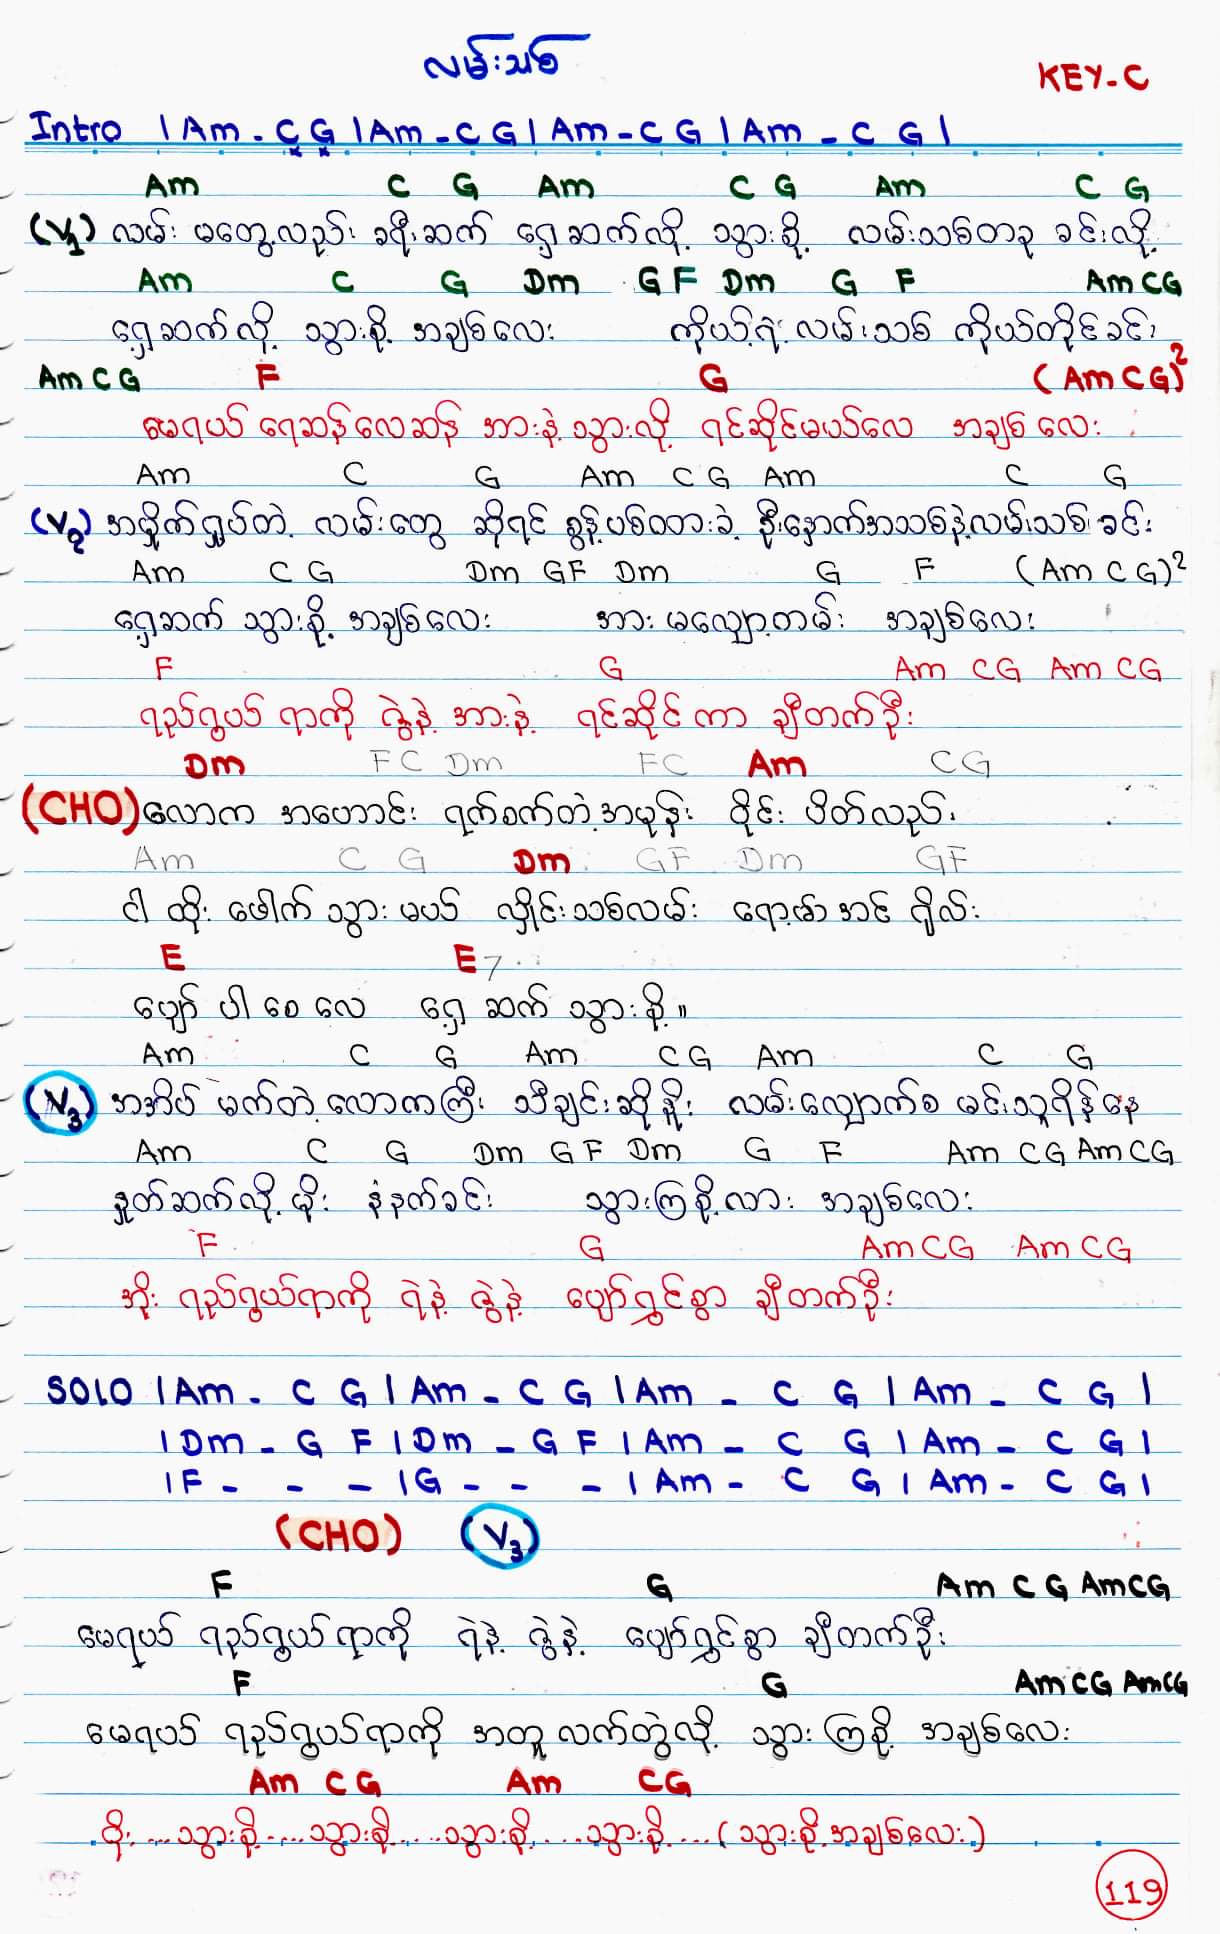 လမ်းသစ်
KEY-C
Intro | Am - C G | Am - C G | Am - C G | Am - C G |
Am C G Am C G Am C G
(V1) လမ်း မတွေ့လည်း ခရီးဆက် ရှေ့ဆက်လို့ သွားစို့ လမ်းသစ်တခု ခင်းလို့
Am C G Dm G F Dm G F Am C G
ရှေ့ဆက်လို့ သွားစို့ အချစ်လေး ကိုယ့်ရဲ့ လမ်းသစ် ကိုယ်တိုင်ခင်း
Am C G F G (Am C G)2
မေရယ် ရေဆန်လေဆန် အားနဲ့ သွားလို့ ရင်ဆိုင်မယ်လေ အချစ်လေး
Am C G Am C G Am C G
(V2) အမှိုက်ရှုပ်တဲ့ လမ်းတွေ ဆိုရင် စွန့်ပစ်ထားခဲ့ ဦးနှောက်အသစ်နဲ့လမ်းသစ်ခင်း
Am C G Dm G F Dm G F (Am C G)2
ရှေ့ဆက် သွားစို့ အချစ်လေး အား မလျှော့တမ်း အချစ်လေး
F G Am C G Am C G
ရည်ရွယ် ရာကို ဇွဲနဲ့ အားနဲ့ ရင်ဆိုင် ကာ ချီတက်ဦး
Dm F C Dm F C Am C G
(CHO) လောက အဟောင်း ရက်စက်တဲ့အမုန်း ဝိုင်း ပိတ်လည်း
Am C G Dm G F Dm G F
ငါ ထိုး ဖေါက် သွား မယ် လှိုင်းသစ်လမ်း ရော့ခ်အင် ရိုလ်း
E E7
ပျော် ပါ စေ လေ ရှေ့ ဆက် သွား စို့ ။
Am C G Am C G Am C G
(V3) အအိပ် မက်တဲ့ လောကကြီး သီချင်းဆိုနိုး လမ်းလျှောက်စ မင်းသူရိန်နေ
Am C G Dm G F Dm G F Am C G Am C G
နှုတ်ဆက်လို့ မိုး နံနက်ခင်း သွားကြစို့လား အချစ်လေး
F G Am C G Am C G
အိုး ရည်ရွယ်ရာကို ရဲနဲ့ ဇွဲနဲ့ ပျော်ရွှင်စွာ ချီတက်ဦး
SOLO | Am - C G | Am - C G | Am - C G | Am - C G |
| Dm - G F | Dm - G F | Am - C G | Am - C G |
| F - - - | G - - - | Am - C G | Am - C G |
(CHO) (V3)
F G Am C G Am C G
မေရယ် ရည်ရွယ်ရာကို ရဲနဲ့ ဇွဲနဲ့ ပျော်ရွှင်စွာ ချီတက်ဦး
F G Am C G Am C G
မေရယ် ရည်ရွယ်ရာကို အတူ လက်တွဲလို့ သွား ကြစို့ အချစ်လေး
Am C G Am C G
ဝိုး ....သွားစို့.....သွားစို့.....သွားစို့.....သွားစို့....(သွားစို့ အချစ်လေး)
119